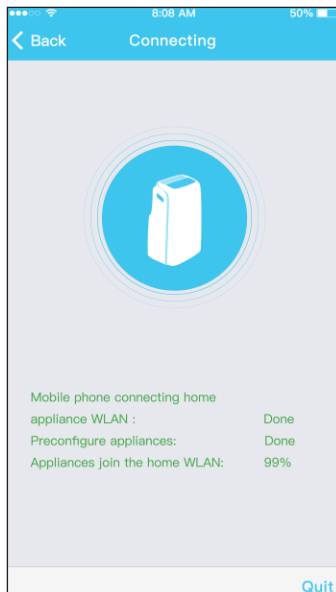 8:08 AM 50%
Back Connecting
Mobile phone connecting home
appliance WLAN : Done
Preconfigure appliances: Done
Appliances join the home WLAN: 99%
Quit